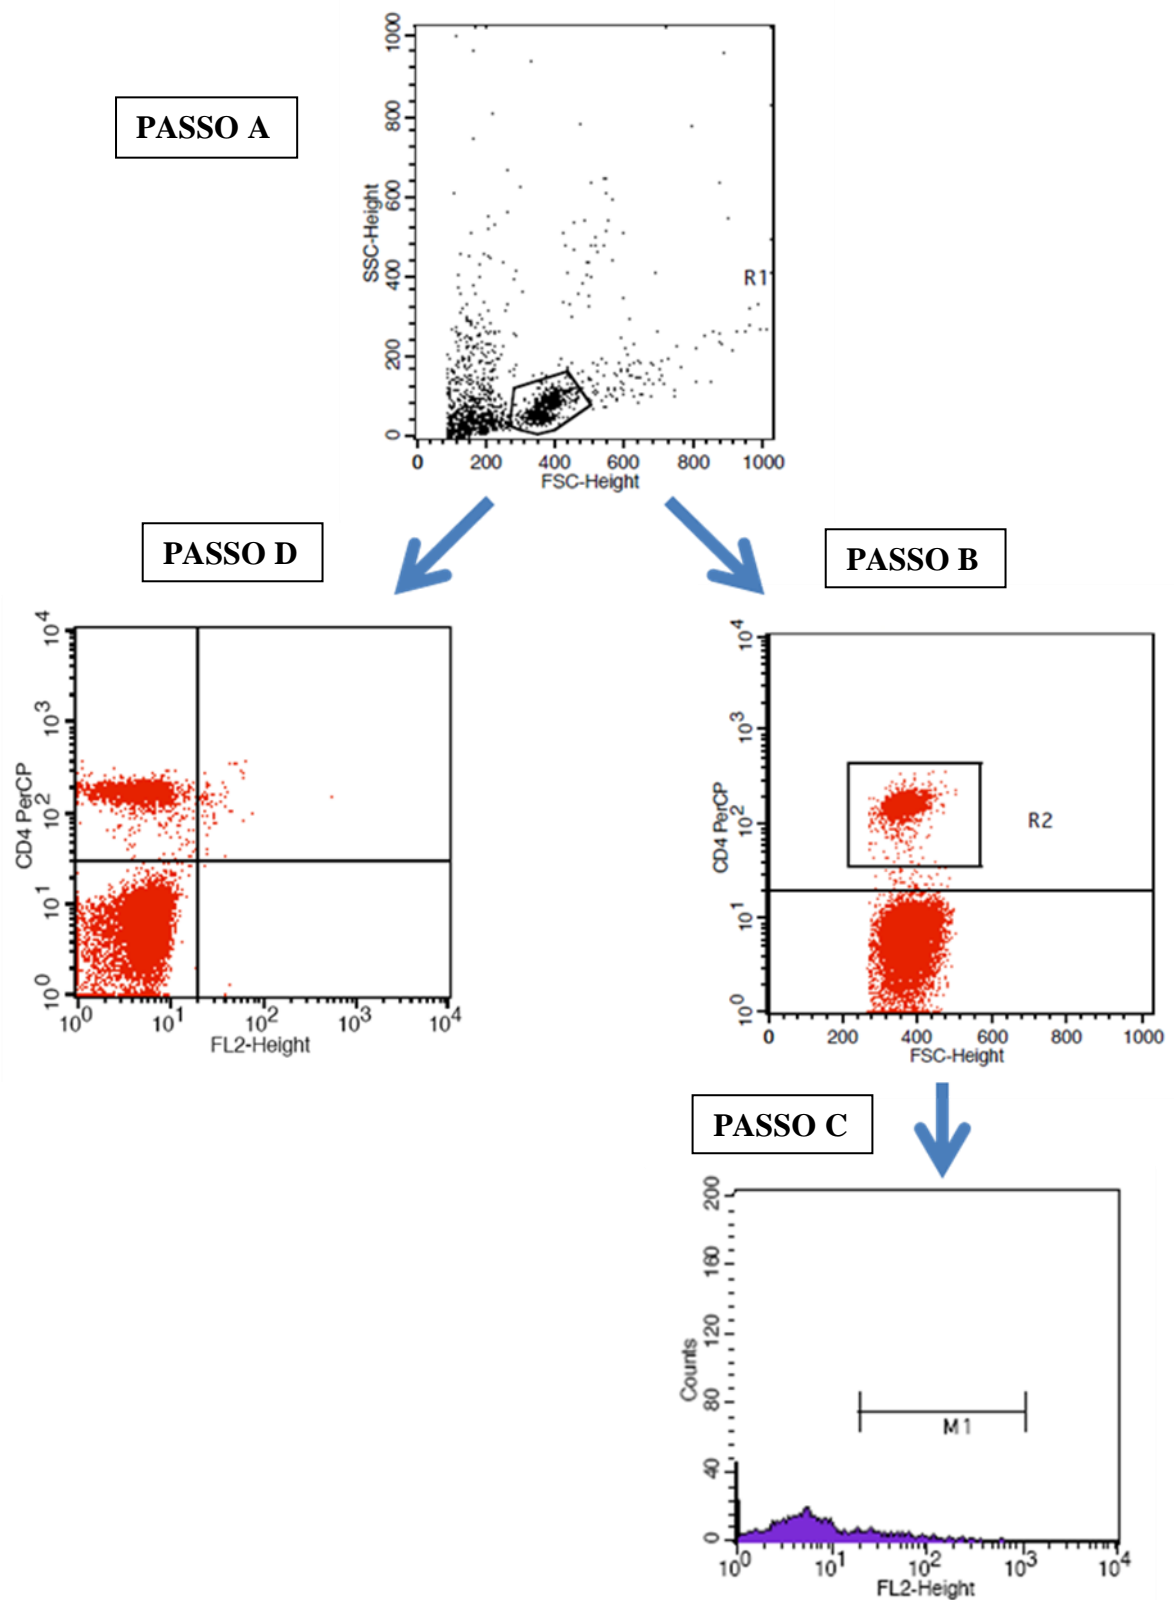 PASSO A
1000
800
600
400
200
0
SSC-Height
R1
0 200 400 600 800 1000
FSC-Height
PASSO D
PASSO B
10^4
10^3
10^2
10^1
10^0
CD4 PerCP
10^0 10^1 10^2 10^3 10^4
FL2-Height
10^4
10^3
10^2
10^1
10^0
CD4 PerCP
R2
0 200 400 600 800 1000
FSC-Height
PASSO C
200
160
120
80
40
0
Counts
M1
10^0 10^1 10^2 10^3 10^4
FL2-Height